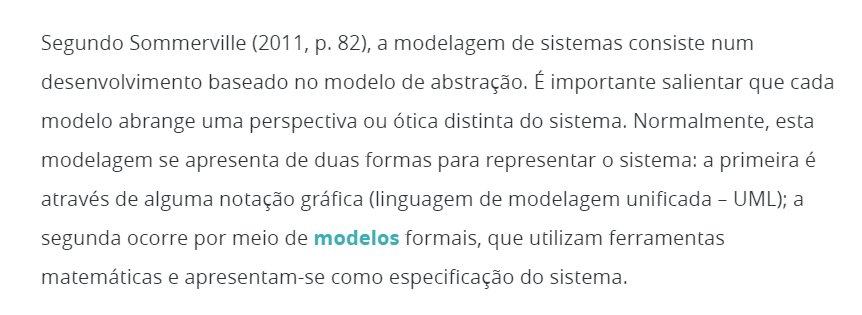 Segundo Sommerville (2011, p. 82), a modelagem de sistemas consiste num
desenvolvimento baseado no modelo de abstração. É importante salientar que cada
modelo abrange uma perspectiva ou ótica distinta do sistema. Normalmente, esta
modelagem se apresenta de duas formas para representar o sistema: a primeira é
através de alguma notação gráfica (linguagem de modelagem unificada – UML); a
segunda ocorre por meio de modelos formais, que utilizam ferramentas
matemáticas e apresentam-se como especificação do sistema.